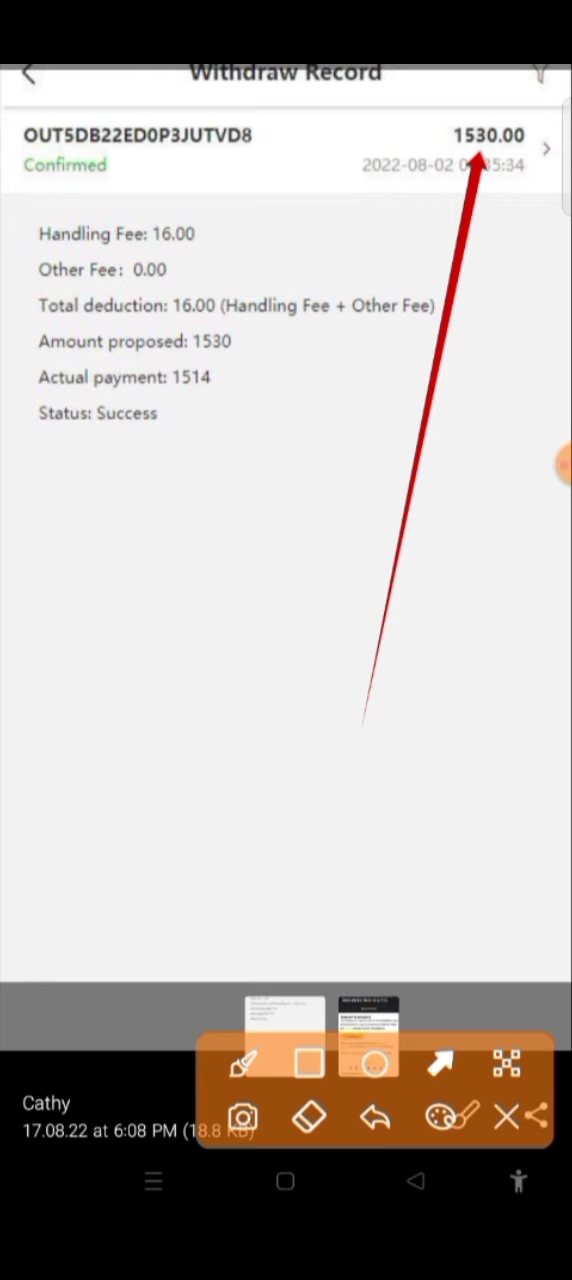 Withdraw Record
OUT5DB22ED0P3JUTVD8 1530.00
Confirmed 2022-08-02 35:34
Handling Fee: 16.00
Other Fee: 0.00
Total deduction: 16.00 (Handling Fee + Other Fee)
Amount proposed: 1530
Actual payment: 1514
Status: Success
Cathy
17.08.22 at 6:08 PM (18.8 KB)